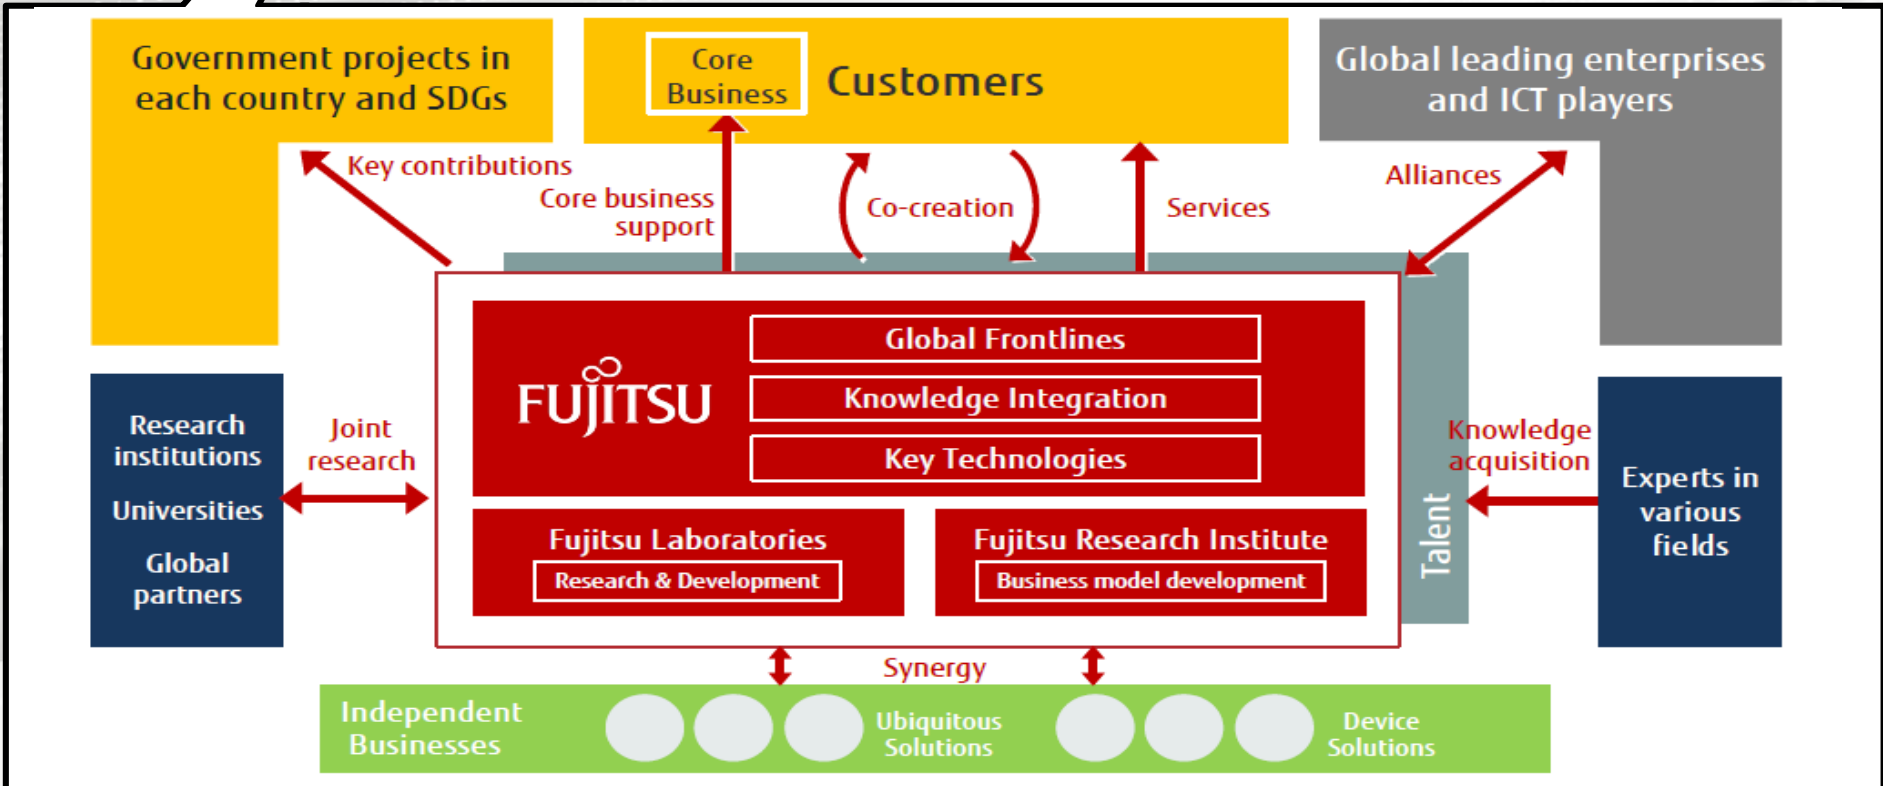 Government projects in
each country and SDGs
Core
Business
Customers
Global leading enterprises
and ICT players
Key contributions
Core business
support
Co-creation
Services
Alliances
FUJITSU
Global Frontlines
Knowledge Integration
Key Technologies
Research
institutions
Universities
Global
partners
Joint
research
Knowledge
acquisition
Experts in
various
fields
Talent
Fujitsu Laboratories
Research & Development
Fujitsu Research Institute
Business model development
Synergy
Independent
Businesses
Ubiquitous
Solutions
Device
Solutions